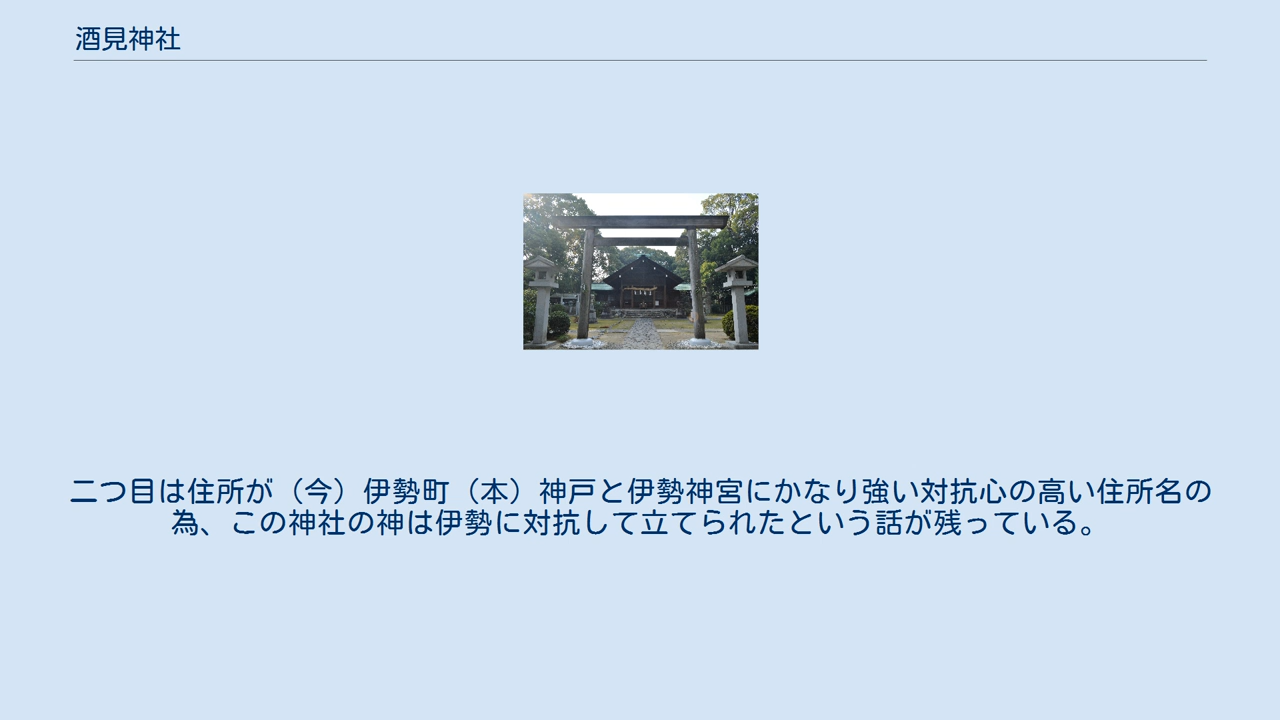 酒見神社
二つ目は住所が（今）伊勢町（本）神戸と伊勢神宮にかなり強い対抗心の高い住所名の
為、この神社の神は伊勢に対抗して立てられたという話が残っている。